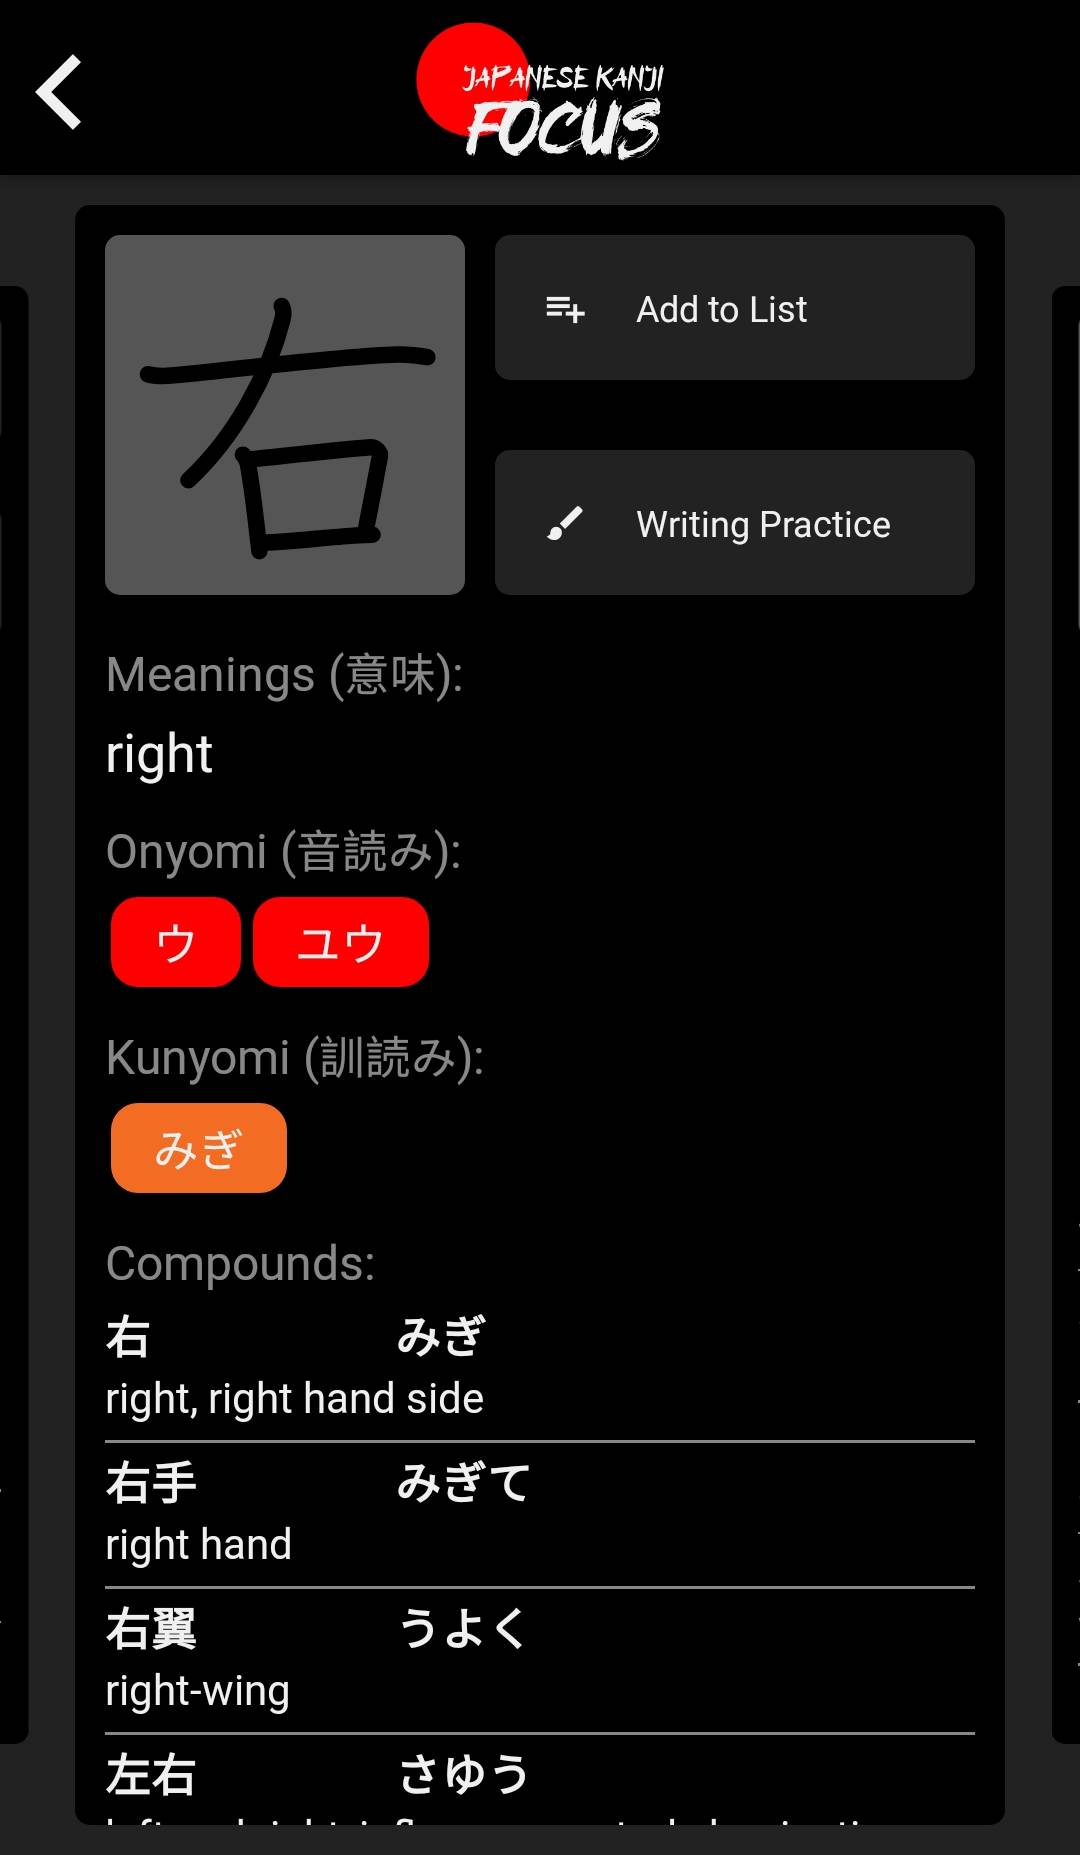 JAPANESE KANJI
FOCUS
右
Add to List
Writing Practice
Meanings (意味):
right
Onyomi (音読み):
ウ ユウ
Kunyomi (訓読み):
みぎ
Compounds:
右 みぎ
right, right hand side
右手 みぎて
right hand
右翼 うよく
right-wing
左右 さゆう